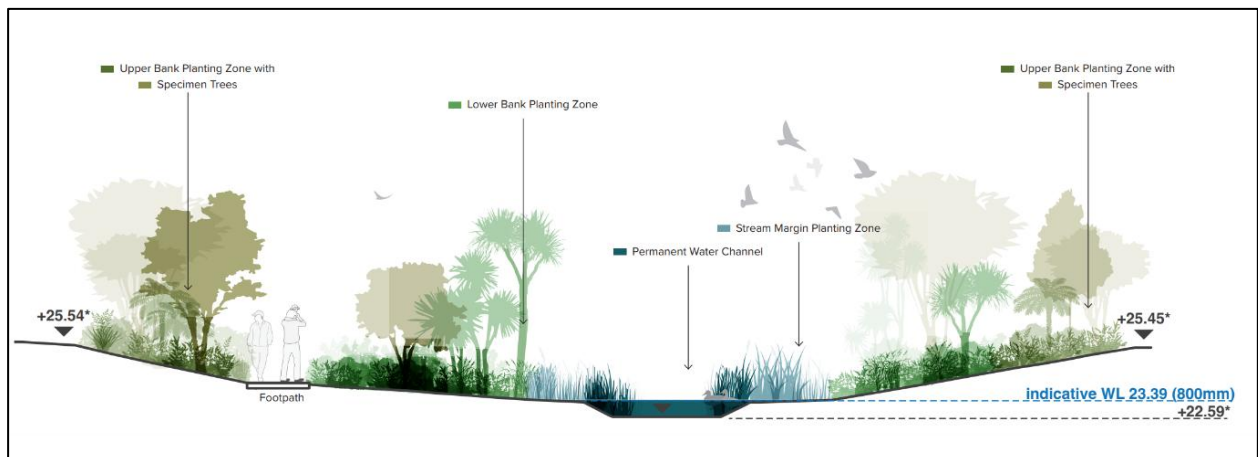 Upper Bank Planting Zone with
Specimen Trees
Upper Bank Planting Zone with
Specimen Trees
Lower Bank Planting Zone
Stream Margin Planting Zone
Permanent Water Channel
+25.54*
+25.45*
Footpath
indicative WL 23.39 (800mm)
+22.59*